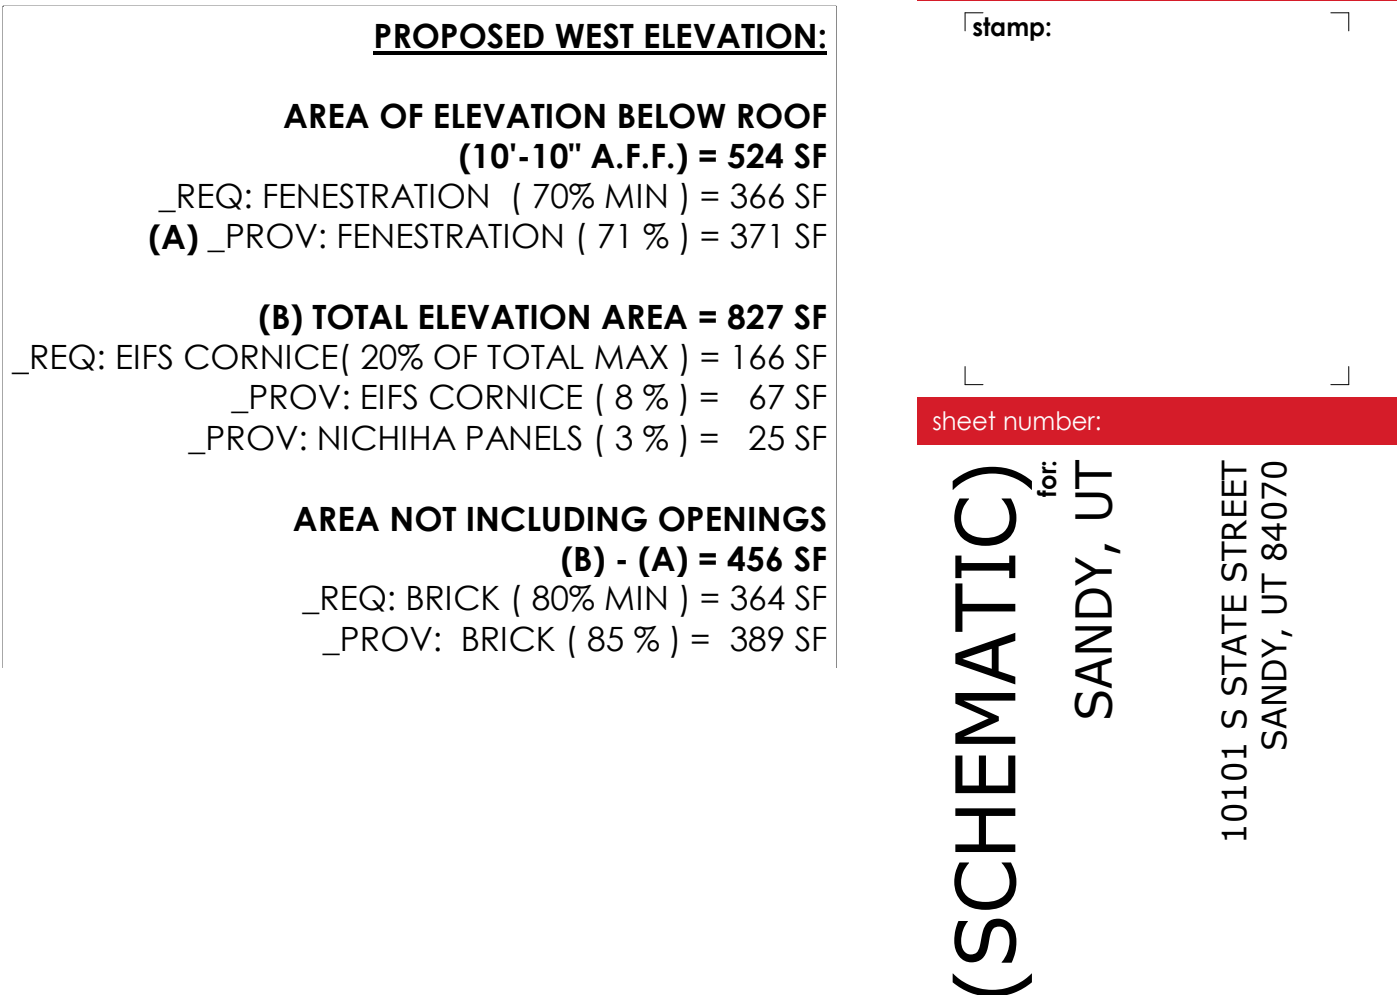 PROPOSED WEST ELEVATION:
AREA OF ELEVATION BELOW ROOF
(10'-10" A.F.F.) = 524 SF
_REQ: FENESTRATION ( 70% MIN ) = 366 SF
(A) _PROV: FENESTRATION ( 71 % ) = 371 SF
(B) TOTAL ELEVATION AREA = 827 SF
_REQ: EIFS CORNICE( 20% OF TOTAL MAX ) = 166 SF
_PROV: EIFS CORNICE ( 8 % ) = 67 SF
_PROV: NICHIHA PANELS ( 3 % ) = 25 SF
AREA NOT INCLUDING OPENINGS
(B) - (A) = 456 SF
_REQ: BRICK ( 80% MIN ) = 364 SF
_PROV: BRICK ( 85 % ) = 389 SF
stamp:
sheet number:
(SCHEMATIC)
for:
SANDY, UT
10101 S STATE STREET
SANDY, UT 84070